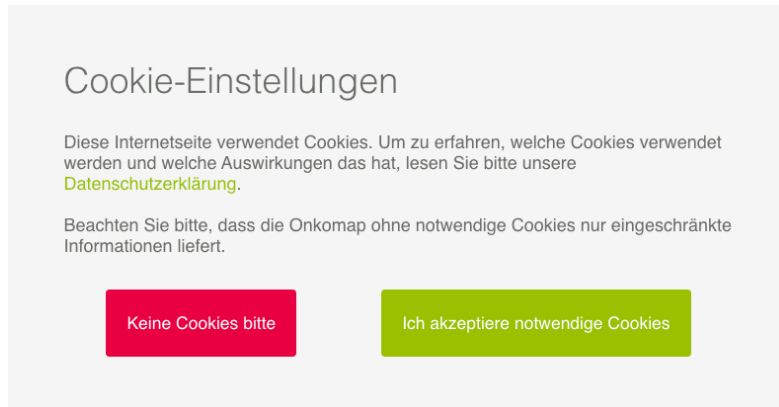 Cookie-Einstellungen
Diese Internetseite verwendet Cookies. Um zu erfahren, welche Cookies verwendet
werden und welche Auswirkungen das hat, lesen Sie bitte unsere
Datenschutzerklärung.
Beachten Sie bitte, dass die Onkomap ohne notwendige Cookies nur eingeschränkte
Informationen liefert.
Keine Cookies bitte
Ich akzeptiere notwendige Cookies